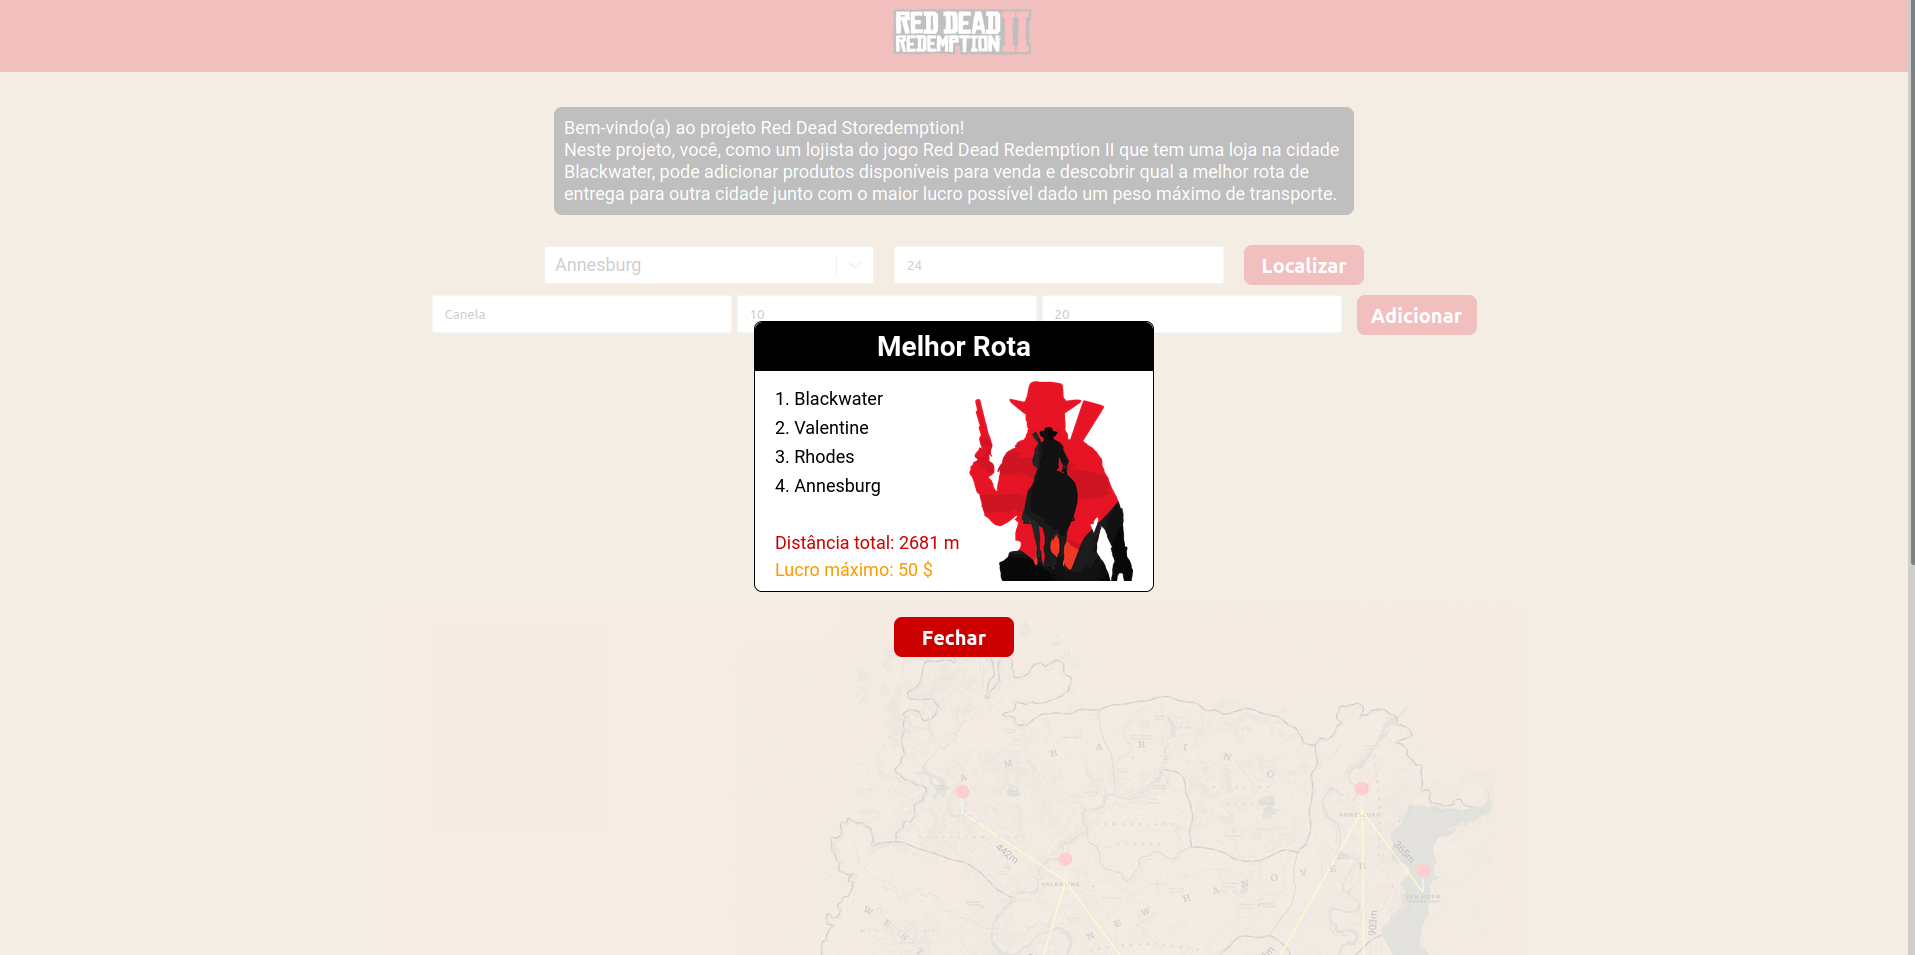 RED DEAD
REDEMPTION II
Bem-vindo(a) ao projeto Red Dead Storedemption!
Neste projeto, você, como um lojista do jogo Red Dead Redemption II que tem uma loja na cidade
Blackwater, pode adicionar produtos disponíveis para venda e descobrir qual a melhor rota de
entrega para outra cidade junto com o maior lucro possível dado um peso máximo de transporte.
Annesburg
24
Localizar
Canela
10
20
Adicionar
Melhor Rota
1. Blackwater
2. Valentine
3. Rhodes
4. Annesburg
Distância total: 2681 m
Lucro máximo: 50 $
Fechar
A M B A R I N O
ANNESBURG
442m
365m
VALENTINE
VAN HORN
N E W H A N O V E R
W E S T
903m